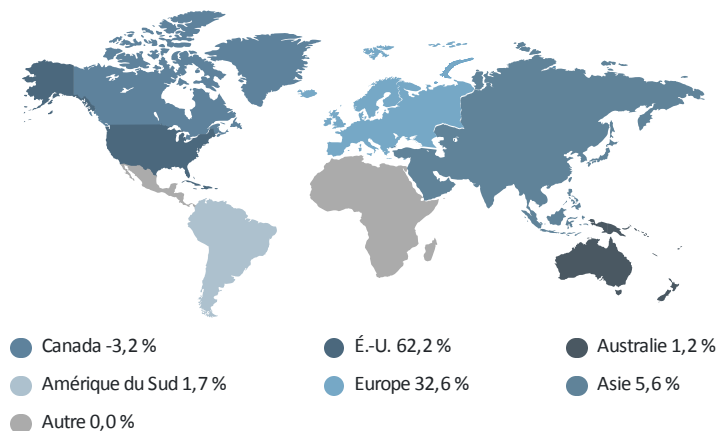 Canada -3,2 %
É.-U. 62,2 %
Australie 1,2 %
Amérique du Sud 1,7 %
Europe 32,6 %
Asie 5,6 %
Autre 0,0 %